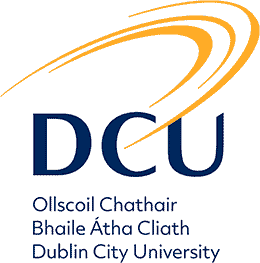 DCU
Ollscoil Chathair
Bhaile Átha Cliath
Dublin City University